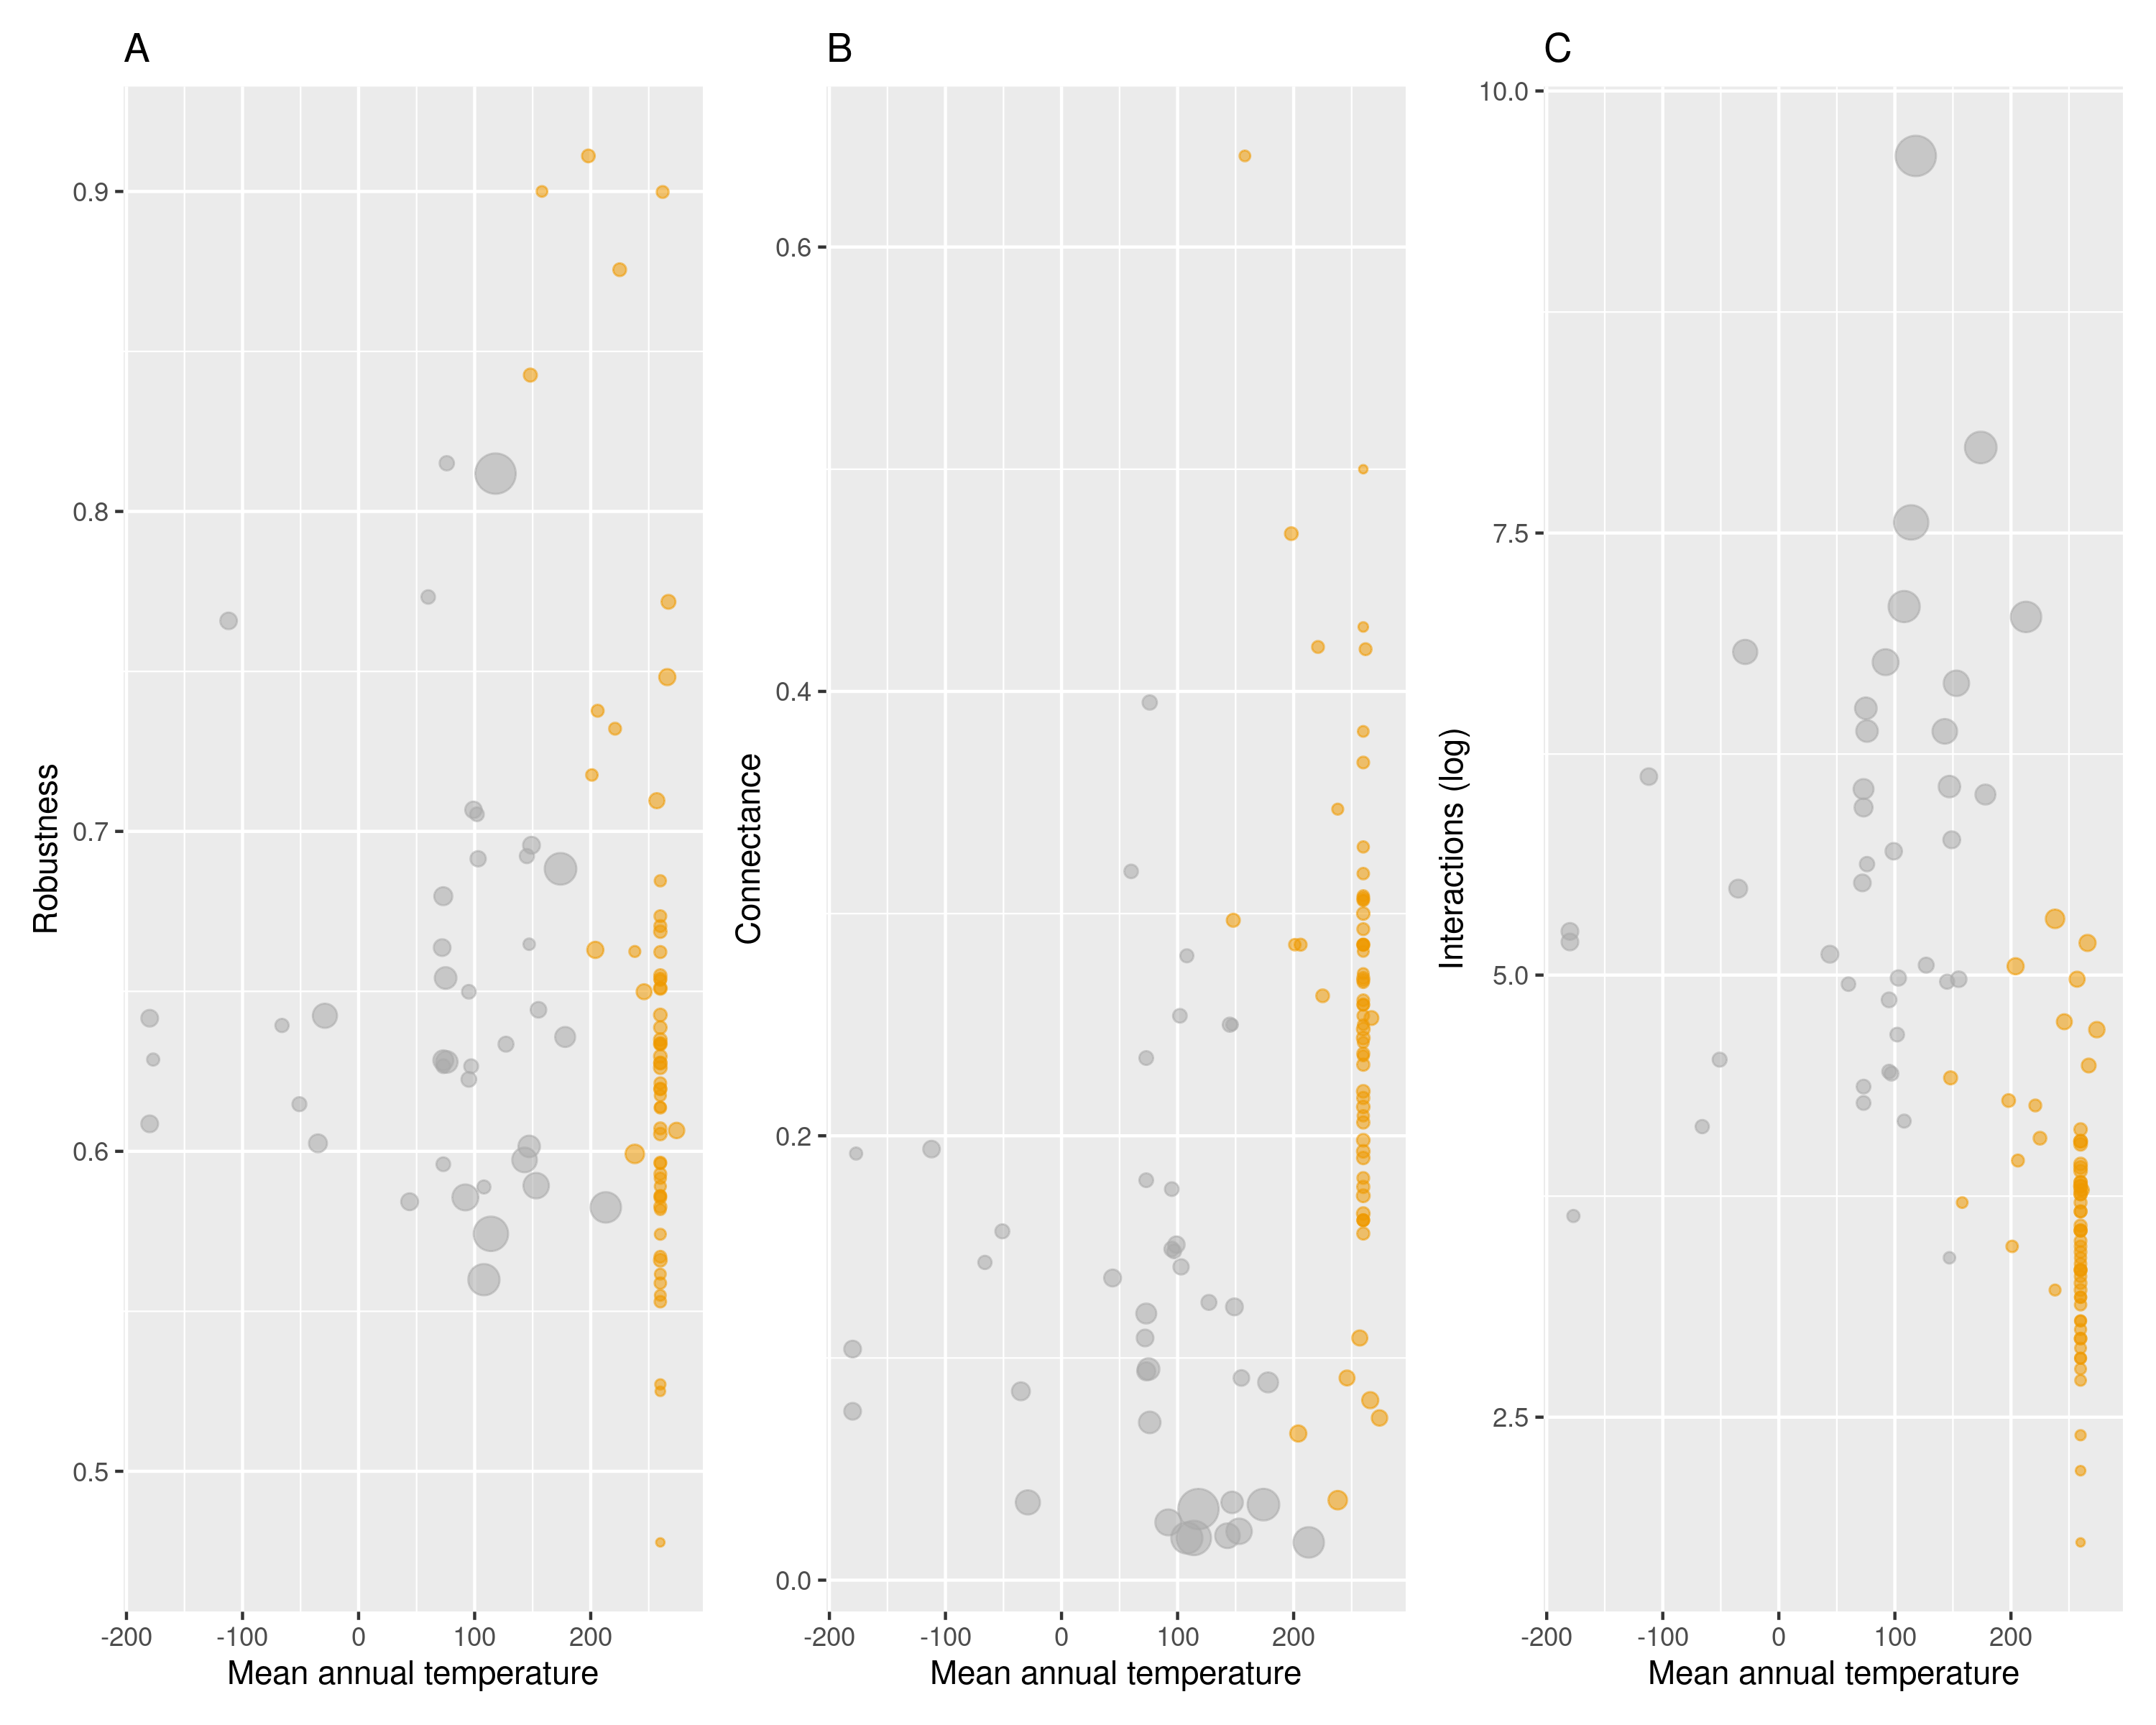 A
B
C
Robustness
0.9
0.8
0.7
0.6
0.5
-200 -100 0 100 200
Mean annual temperature
Connectance
0.6
0.4
0.2
0.0
-200 -100 0 100 200
Mean annual temperature
Interactions (log)
10.0
7.5
5.0
2.5
-200 -100 0 100 200
Mean annual temperature